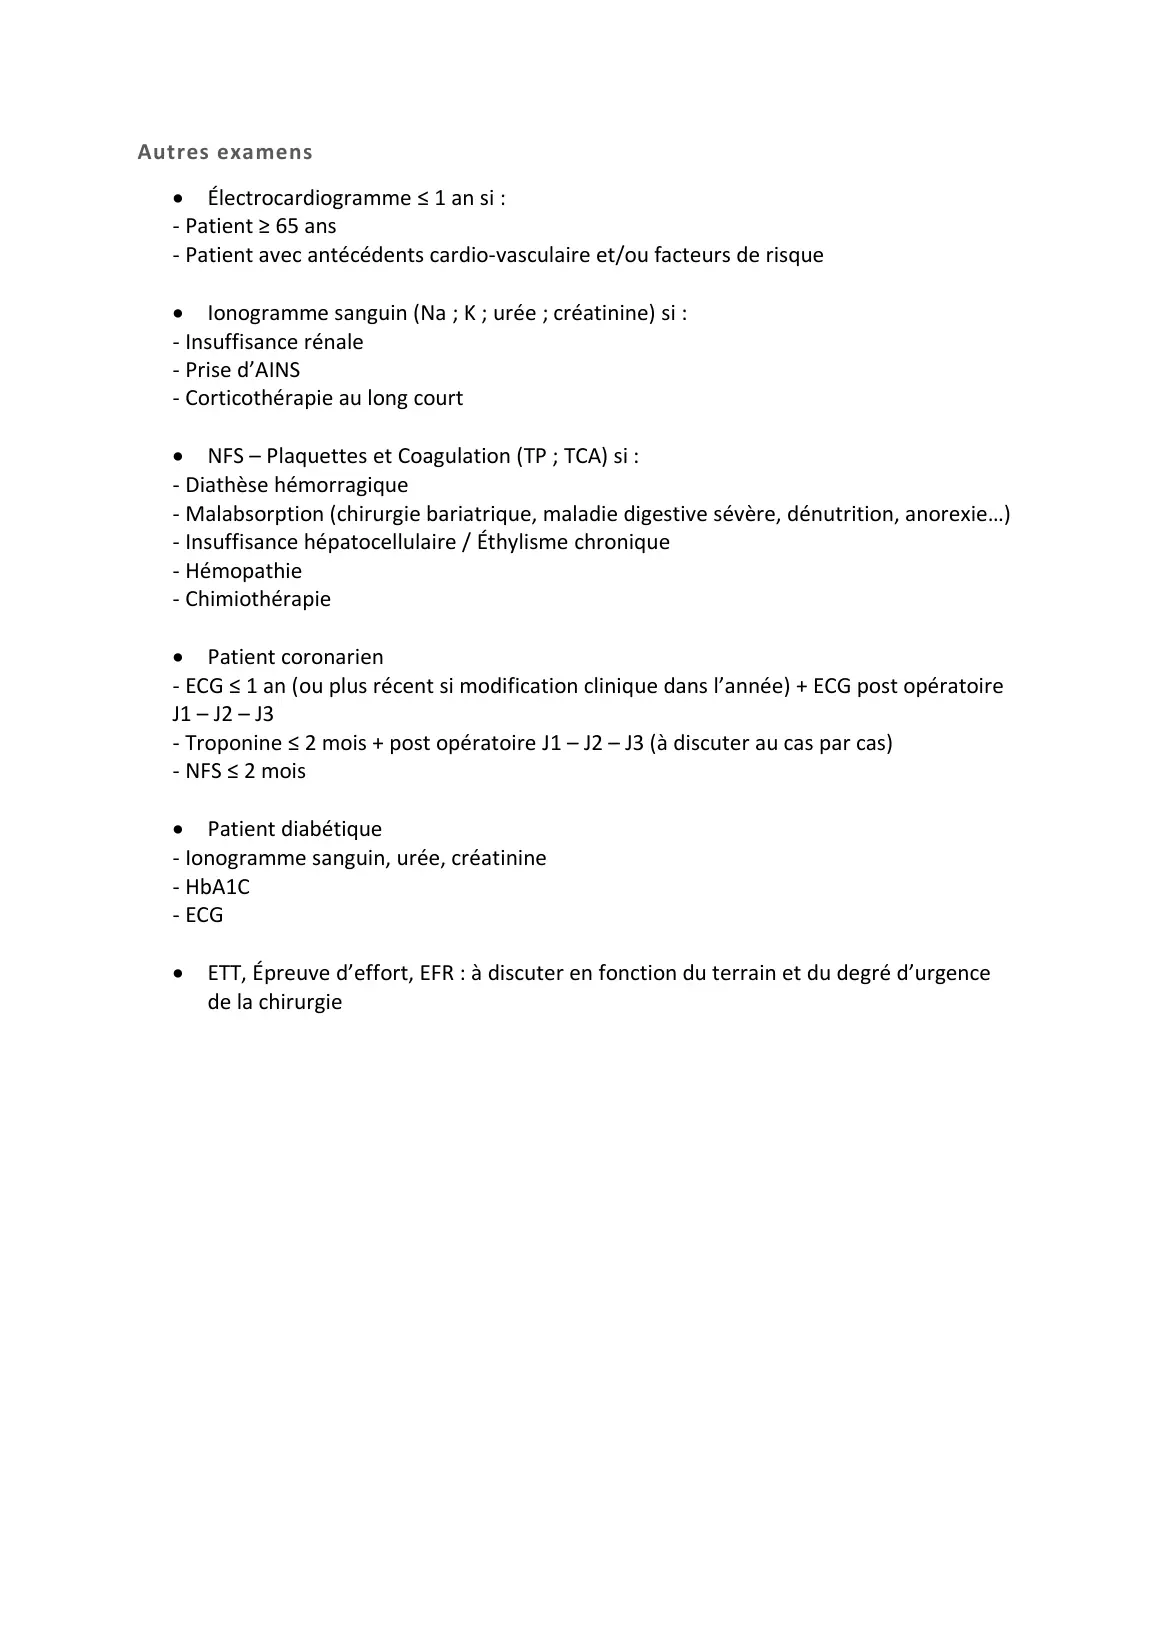 Autres examens
• Électrocardiogramme ≤ 1 an si :
- Patient ≥ 65 ans
- Patient avec antécédents cardio-vasculaire et/ou facteurs de risque
• Ionogramme sanguin (Na ; K ; urée ; créatinine) si :
- Insuffisance rénale
- Prise d’AINS
- Corticothérapie au long court
• NFS – Plaquettes et Coagulation (TP ; TCA) si :
- Diathèse hémorragique
- Malabsorption (chirurgie bariatrique, maladie digestive sévère, dénutrition, anorexie…)
- Insuffisance hépatocellulaire / Éthylisme chronique
- Hémopathie
- Chimiothérapie
• Patient coronarien
- ECG ≤ 1 an (ou plus récent si modification clinique dans l’année) + ECG post opératoire
J1 – J2 – J3
- Troponine ≤ 2 mois + post opératoire J1 – J2 – J3 (à discuter au cas par cas)
- NFS ≤ 2 mois
• Patient diabétique
- Ionogramme sanguin, urée, créatinine
- HbA1C
- ECG
• ETT, Épreuve d’effort, EFR : à discuter en fonction du terrain et du degré d’urgence
de la chirurgie